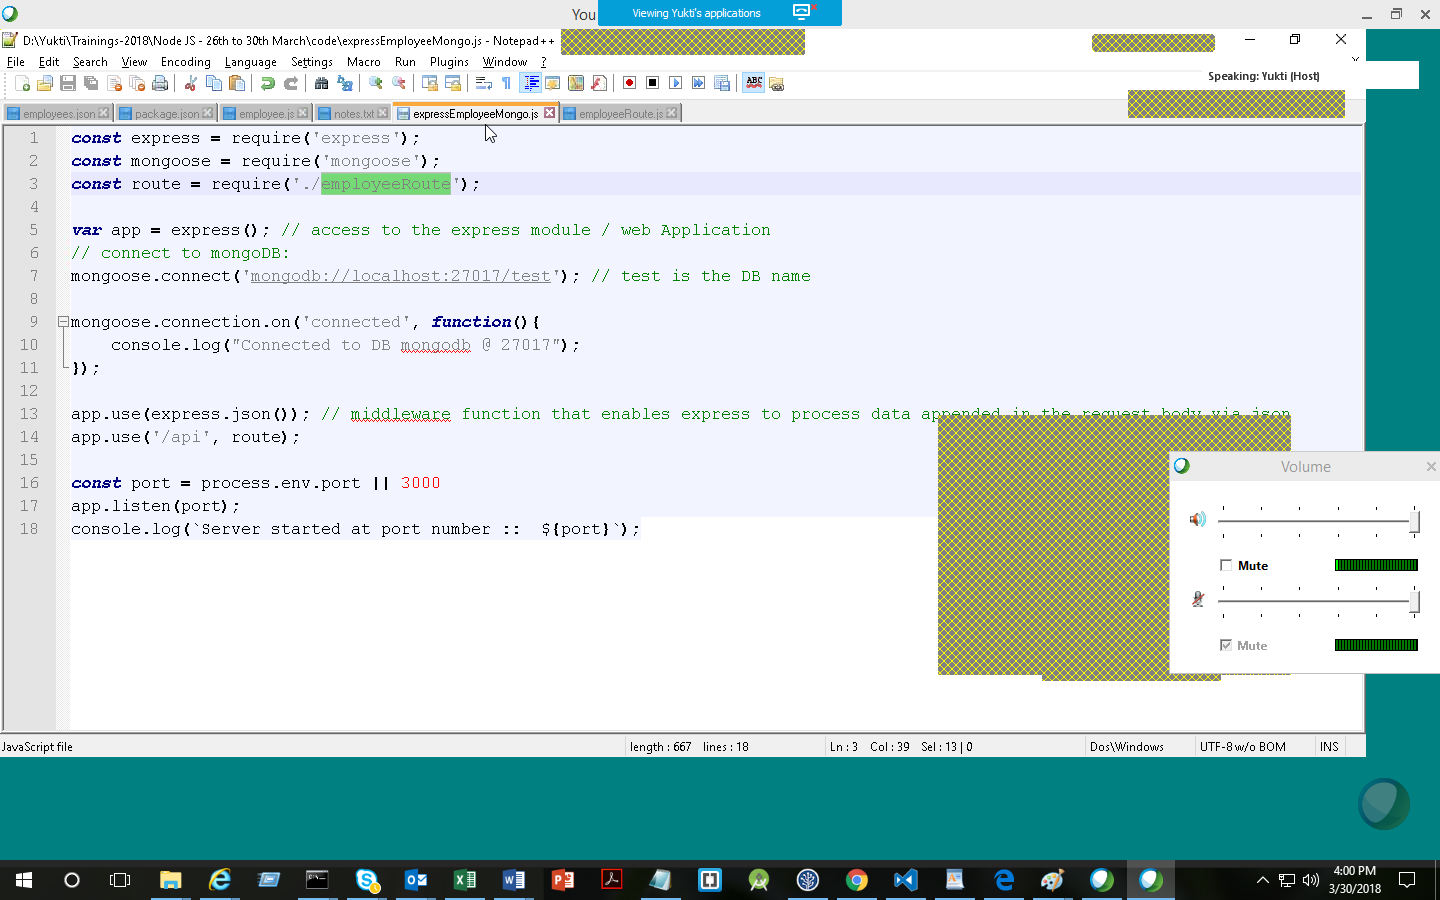 You
Viewing Yukti's applications
D:\Yukti\Trainings-2018\Node JS - 26th to 30th March\code\expressEmployeeMongo.js - Notepad++
File Edit Search View Encoding Language Settings Macro Run Plugins Window ?
Speaking: Yukti (Host)
ABC
employees.json package.json employee.js notes.txt expressEmployeeMongo.js employeeRoute.js
1 const express = require('express');
2 const mongoose = require('mongoose');
3 const route = require('./employeeRoute');
4
5 var app = express(); // access to the express module / web Application
6 // connect to mongoDB:
7 mongoose.connect('mongodb://localhost:27017/test'); // test is the DB name
8
9 mongoose.connection.on('connected', function(){
10 console.log("Connected to DB mongodb @ 27017");
11 });
12
13 app.use(express.json()); // middleware function that enables express to process data appended in the request body via json
14 app.use('/api', route);
15
16 const port = process.env.port || 3000
17 app.listen(port);
18 console.log(`Server started at port number :: ${port}`);
Volume
Mute
Mute
JavaScript file length : 667 lines : 18 Ln : 3 Col : 39 Sel : 13 | 0 Dos\Windows UTF-8 w/o BOM INS
4:00 PM
3/30/2018